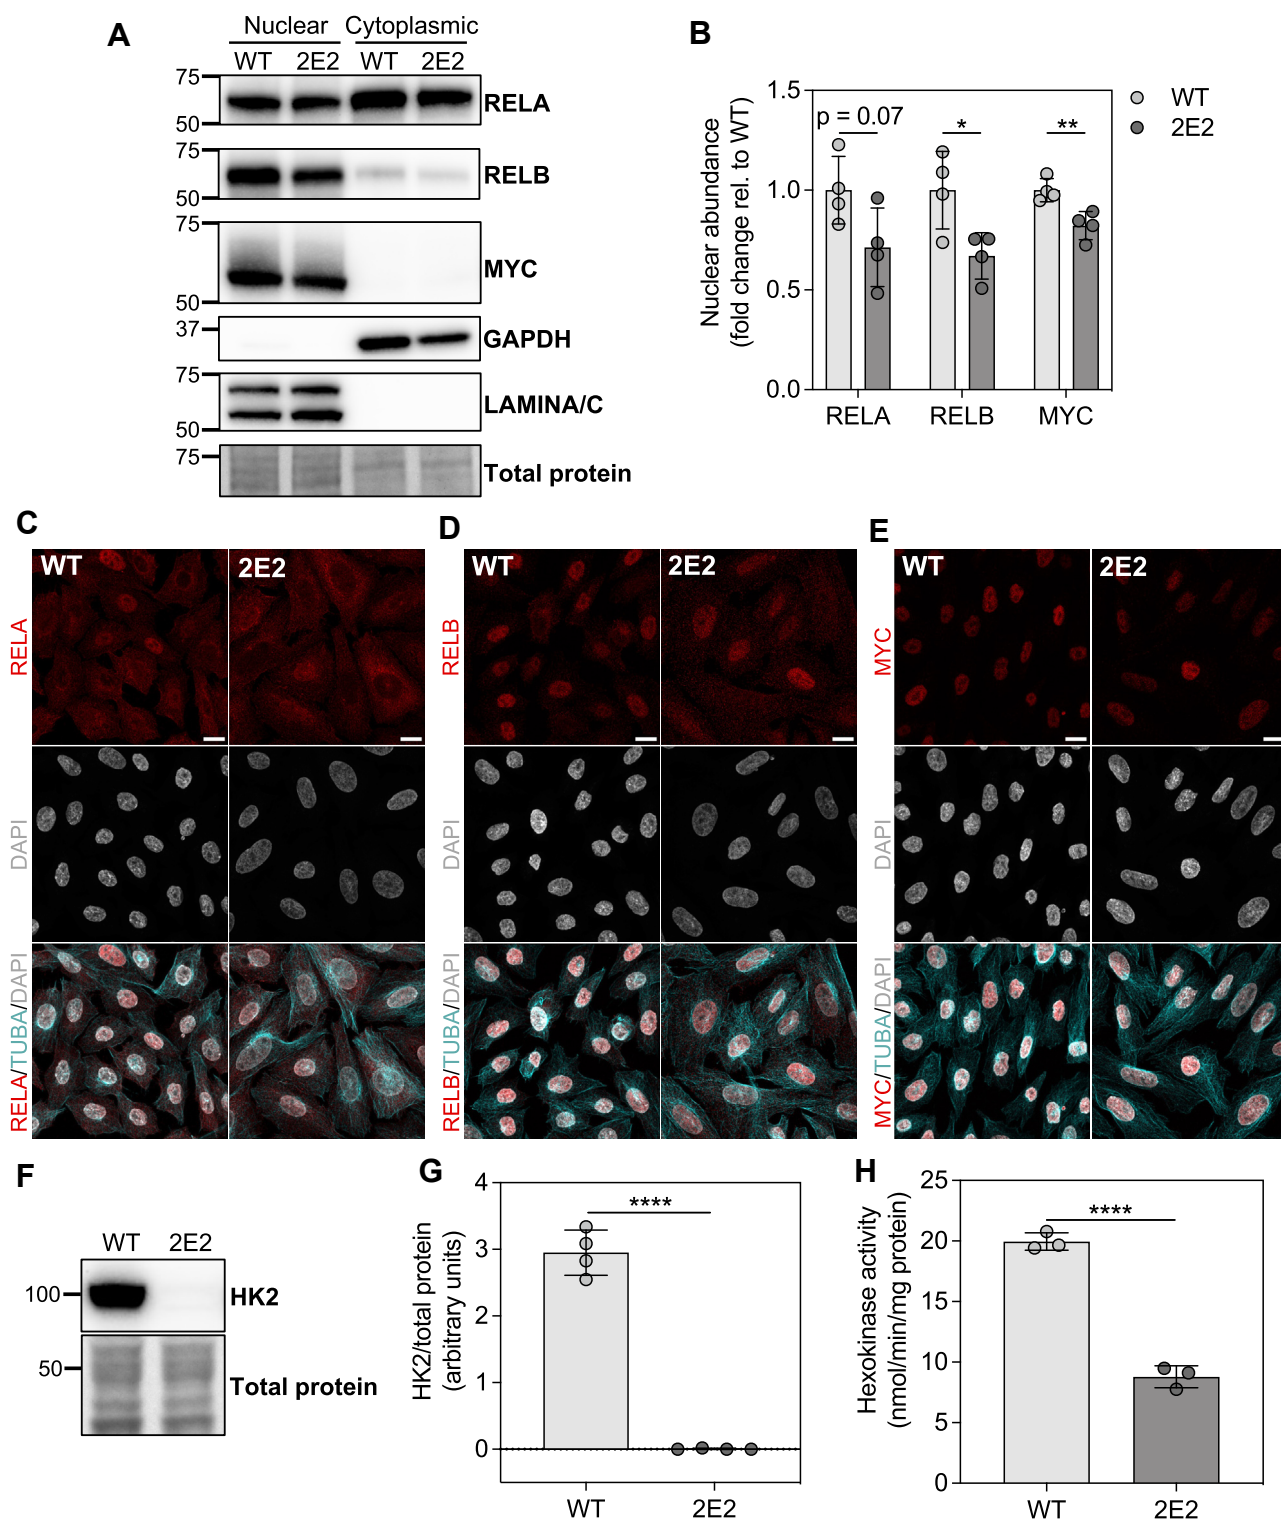 A
Nuclear Cytoplasmic
WT 2E2 WT 2E2
75
50
RELA
75
50
RELB
75
50
MYC
37
GAPDH
75
50
LAMINA/C
75
Total protein
B
Nuclear abundance
(fold change rel. to WT)
1.5
1.0
0.5
0.0
p = 0.07
*
**
RELA RELB MYC
WT
2E2
C
WT
2E2
RELA
DAPI
RELA/TUBA/DAPI
D
WT
2E2
RELB
DAPI
RELB/TUBA/DAPI
E
WT
2E2
MYC
DAPI
MYC/TUBA/DAPI
F
WT 2E2
100
HK2
50
Total protein
G
HK2/total protein
(arbitrary units)
4
3
2
1
0
****
WT 2E2
H
Hexokinase activity
(nmol/miin/mg protein)
25
20
15
10
5
0
****
WT 2E2